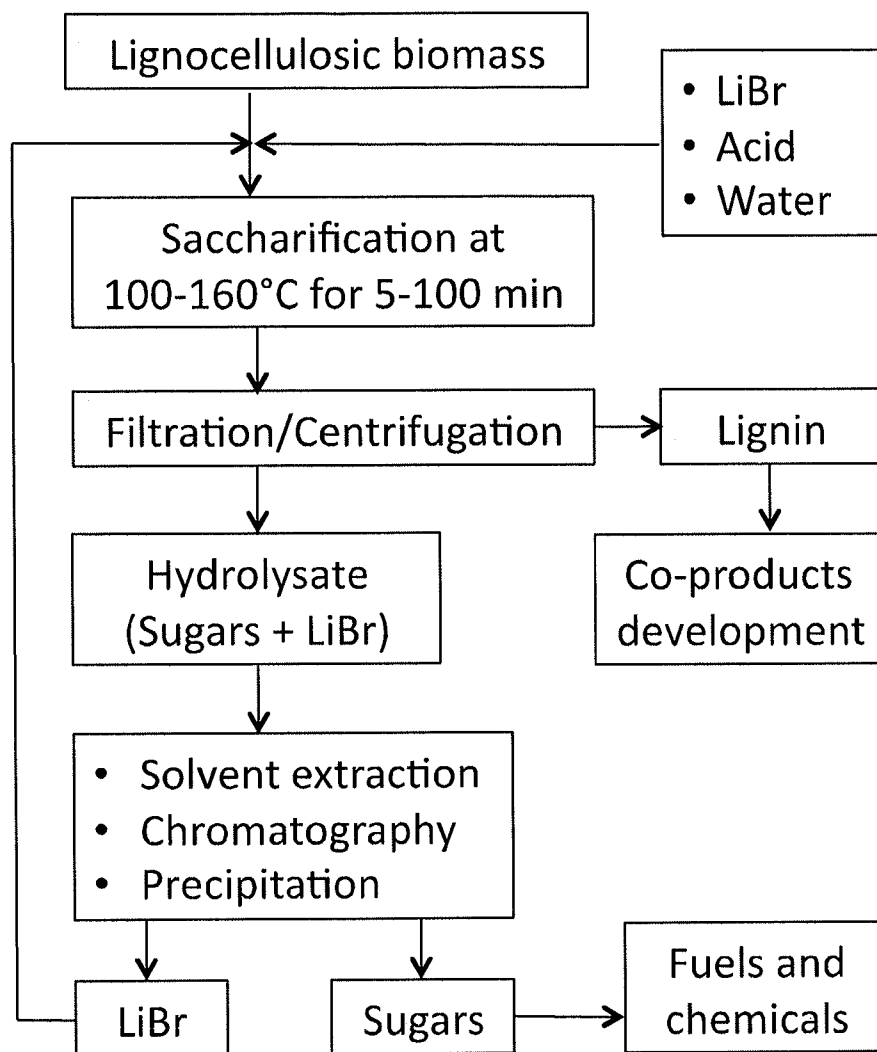 Lignocellulosic biomass
• LiBr
• Acid
• Water
Saccharification at
100-160°C for 5-100 min
Filtration/Centrifugation
Lignin
Hydrolysate
(Sugars + LiBr)
Co-products
development
• Solvent extraction
• Chromatography
• Precipitation
LiBr
Sugars
Fuels and
chemicals